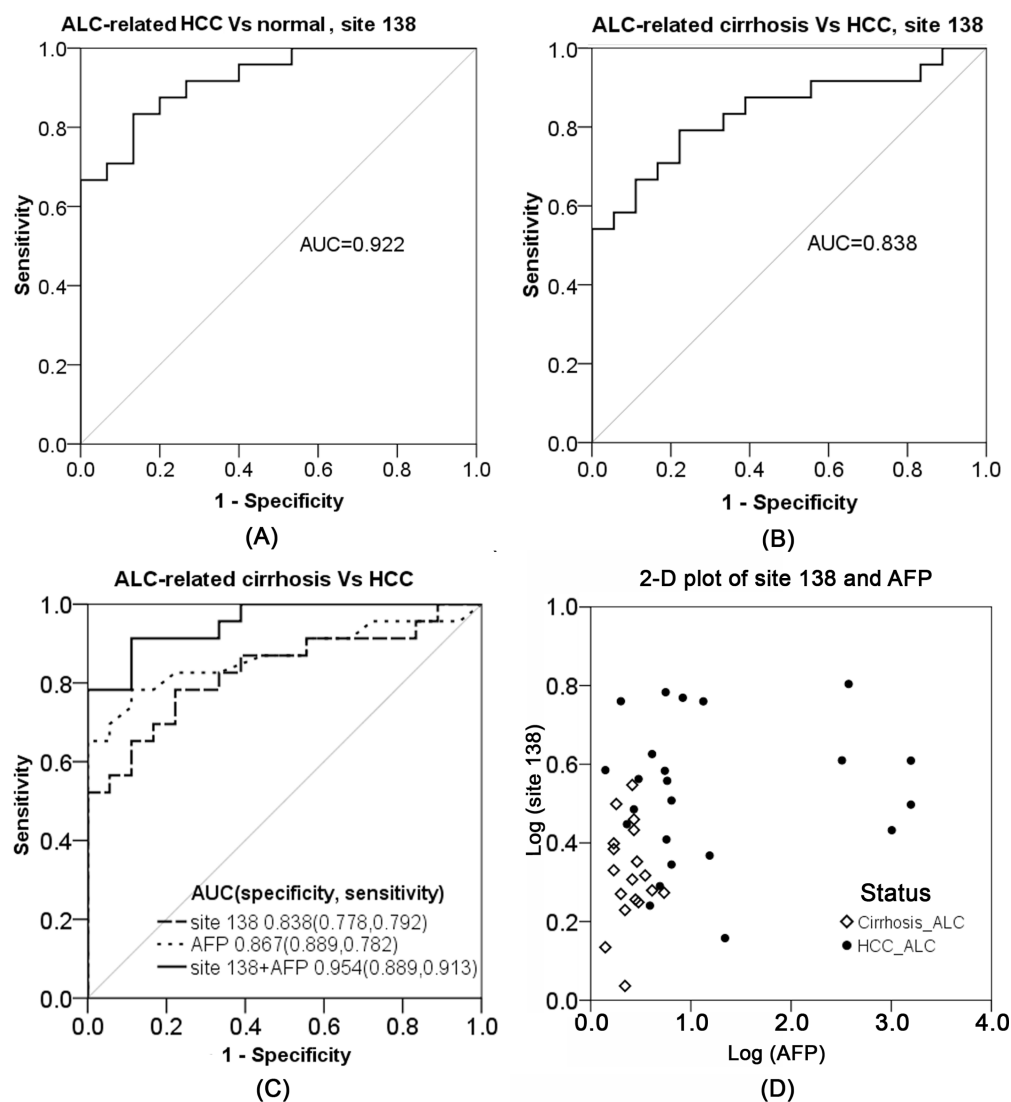 ALC-related HCC Vs normal , site 138
1.0
0.8
0.6
0.4
0.2
0.0
Sensitivity
AUC=0.922
0.0 0.2 0.4 0.6 0.8 1.0
1 - Specificity
(A)
ALC-related cirrhosis Vs HCC, site 138
1.0
0.8
0.6
0.4
0.2
0.0
Sensitivity
AUC=0.838
0.0 0.2 0.4 0.6 0.8 1.0
1 - Specificity
(B)
ALC-related cirrhosis Vs HCC
1.0
0.8
0.6
0.4
0.2
0.0
Sensitivity
AUC(specificity, sensitivity)
site 138 0.838(0.778,0.792)
AFP 0.867(0.889,0.782)
site 138+AFP 0.954(0.889,0.913)
0.0 0.2 0.4 0.6 0.8 1.0
1 - Specificity
(C)
2-D plot of site 138 and AFP
1.0
0.8
0.6
0.4
0.2
0.0
Log (site 138)
Status
Cirrhosis_ALC
HCC_ALC
0.0 1.0 2.0 3.0 4.0
Log (AFP)
(D)